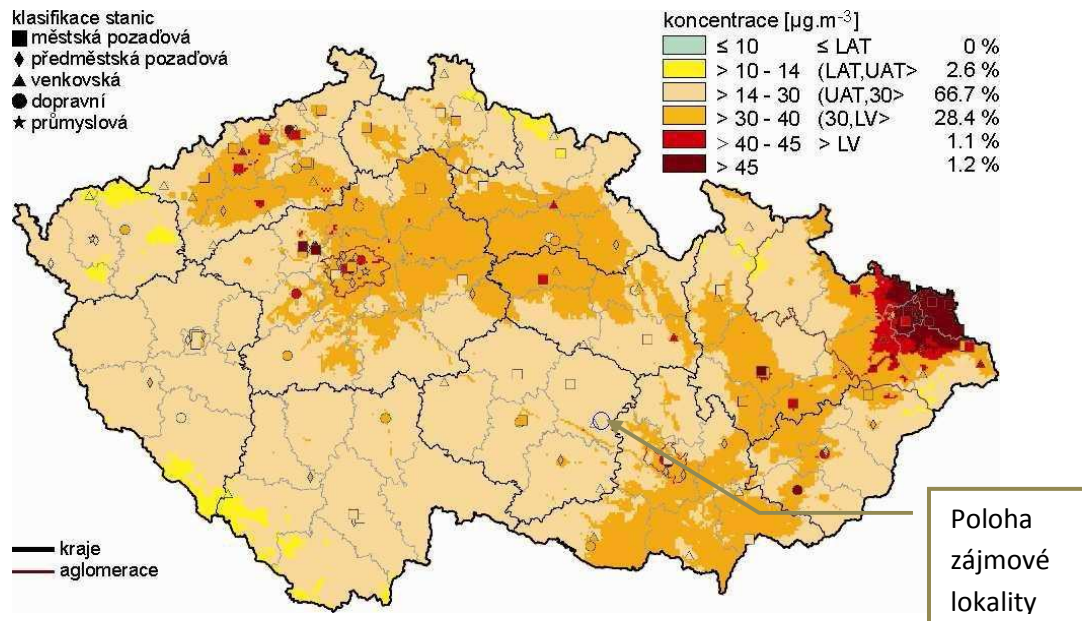 klasifikace stanic
městská pozaďová
předměstská pozaďová
venkovská
dopravní
průmyslová
koncentrace [µg.m-3]
≤ 10 ≤ LAT 0 %
> 10 - 14 (LAT,UAT> 2.6 %
> 14 - 30 (UAT,30> 66.7 %
> 30 - 40 (30,LV> 28.4 %
> 40 - 45 > LV 1.1 %
> 45 1.2 %
kraje
aglomerace
Poloha
zájmové
lokality